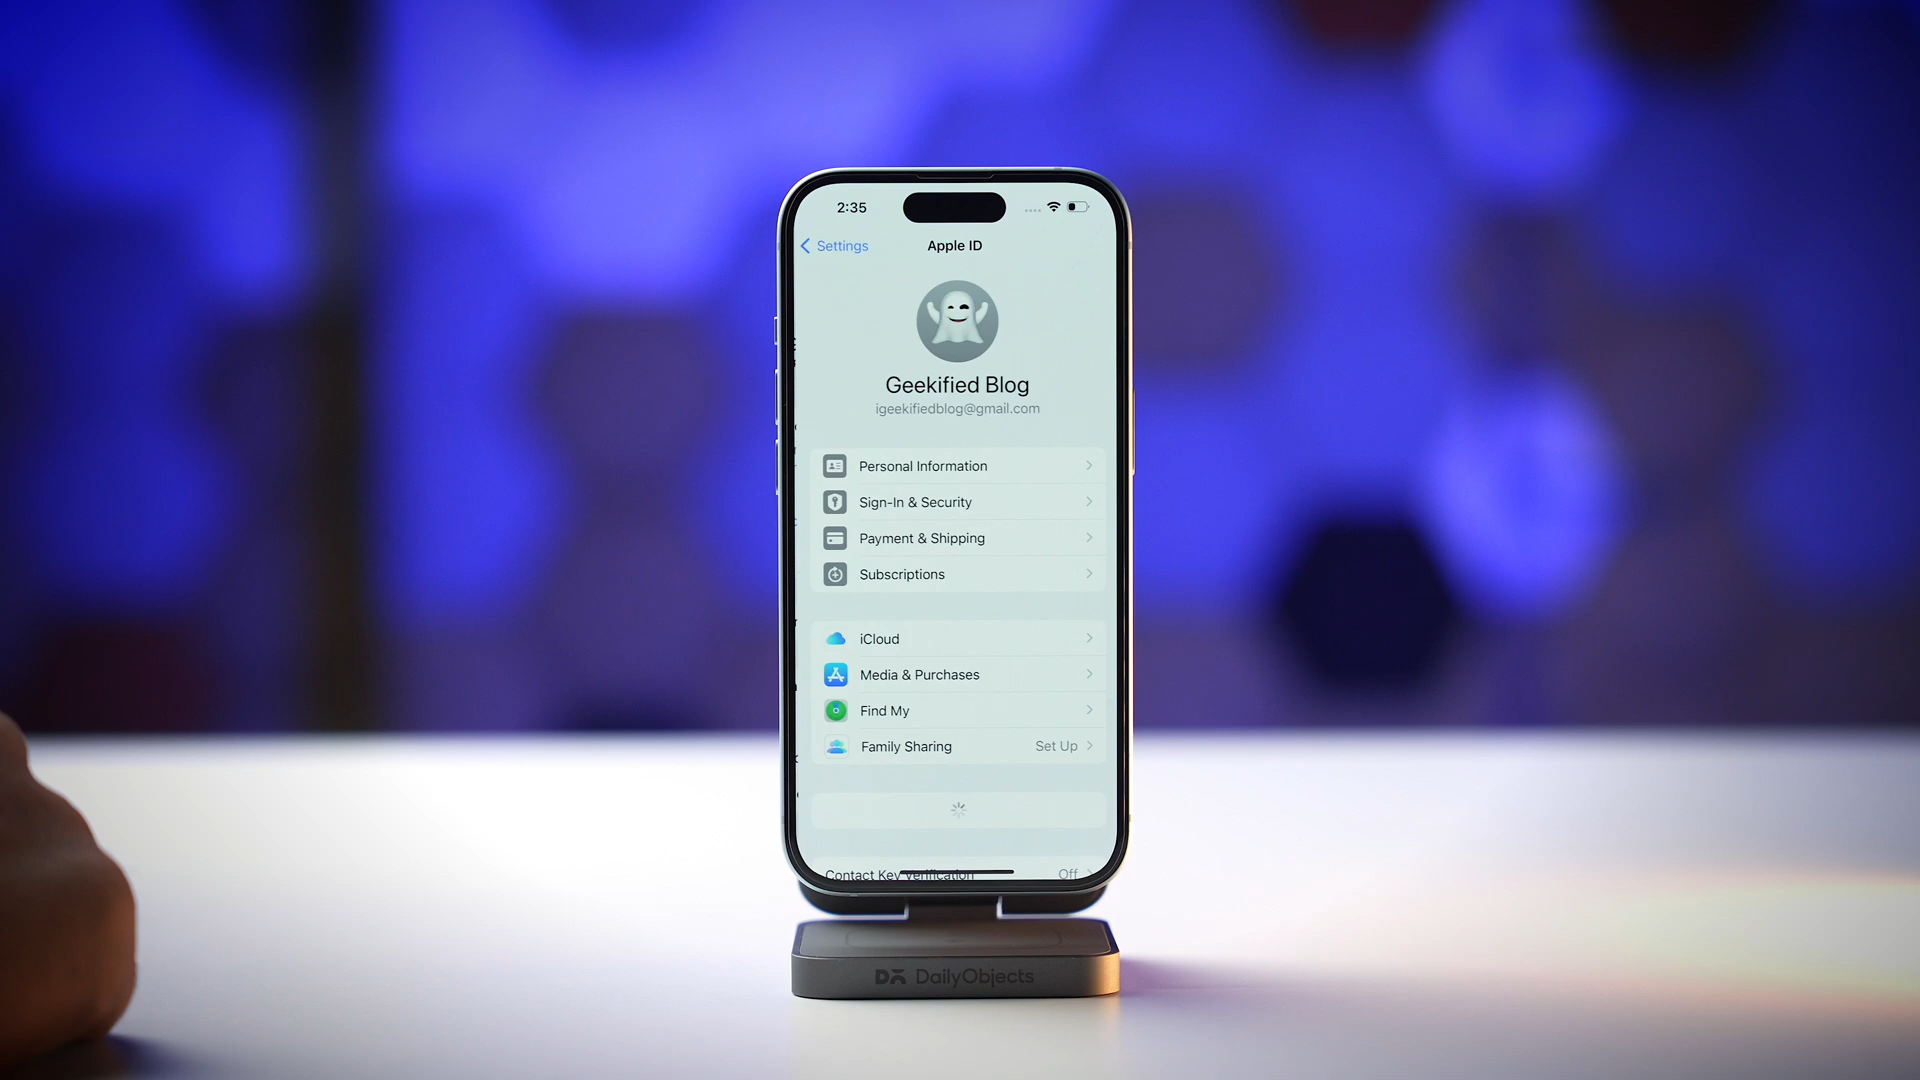 2:35
Settings
Apple ID
Geekified Blog
igeekifiedblog@gmail.com
Personal Information
Sign-In & Security
Payment & Shipping
Subscriptions
iCloud
Media & Purchases
Find My
Family Sharing Set Up
Contact Key Verification Off
DailyObjects